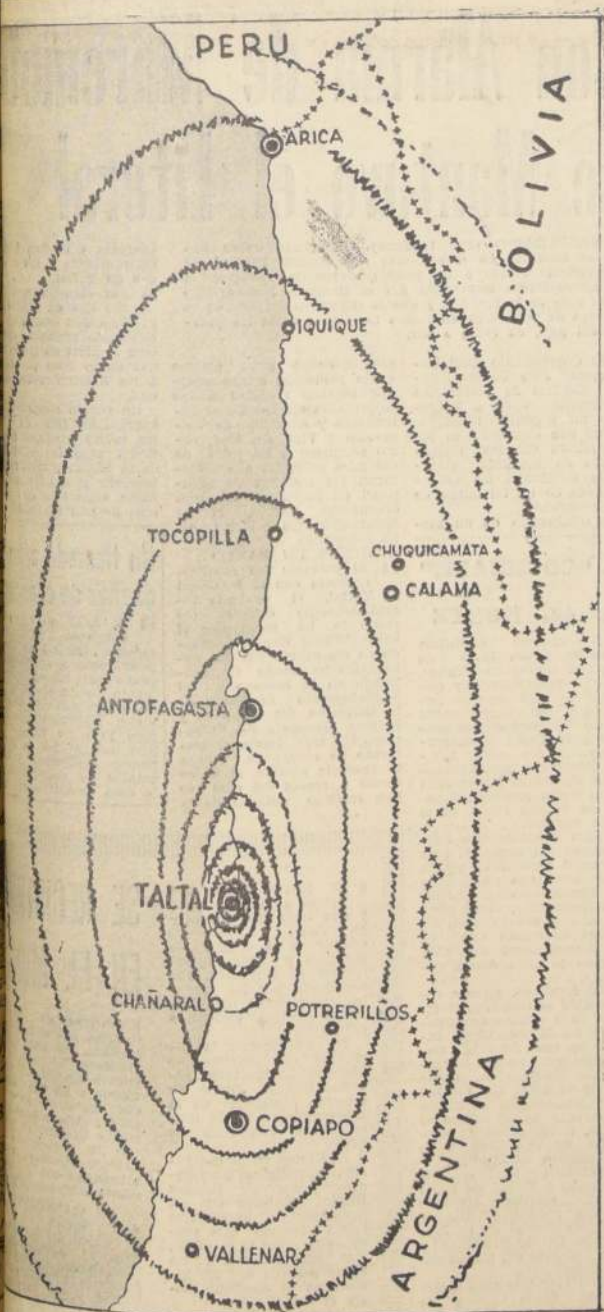 PERU
BOLIVIA
ARICA
IQUIQUE
TOCOPILLA
CHUQUICAMATA
CALAMA
ANTOFAGASTA
TALTAL
CHAÑARAL
POTRERILLOS
COPIAPO
ARGENTINA
VALLENAR